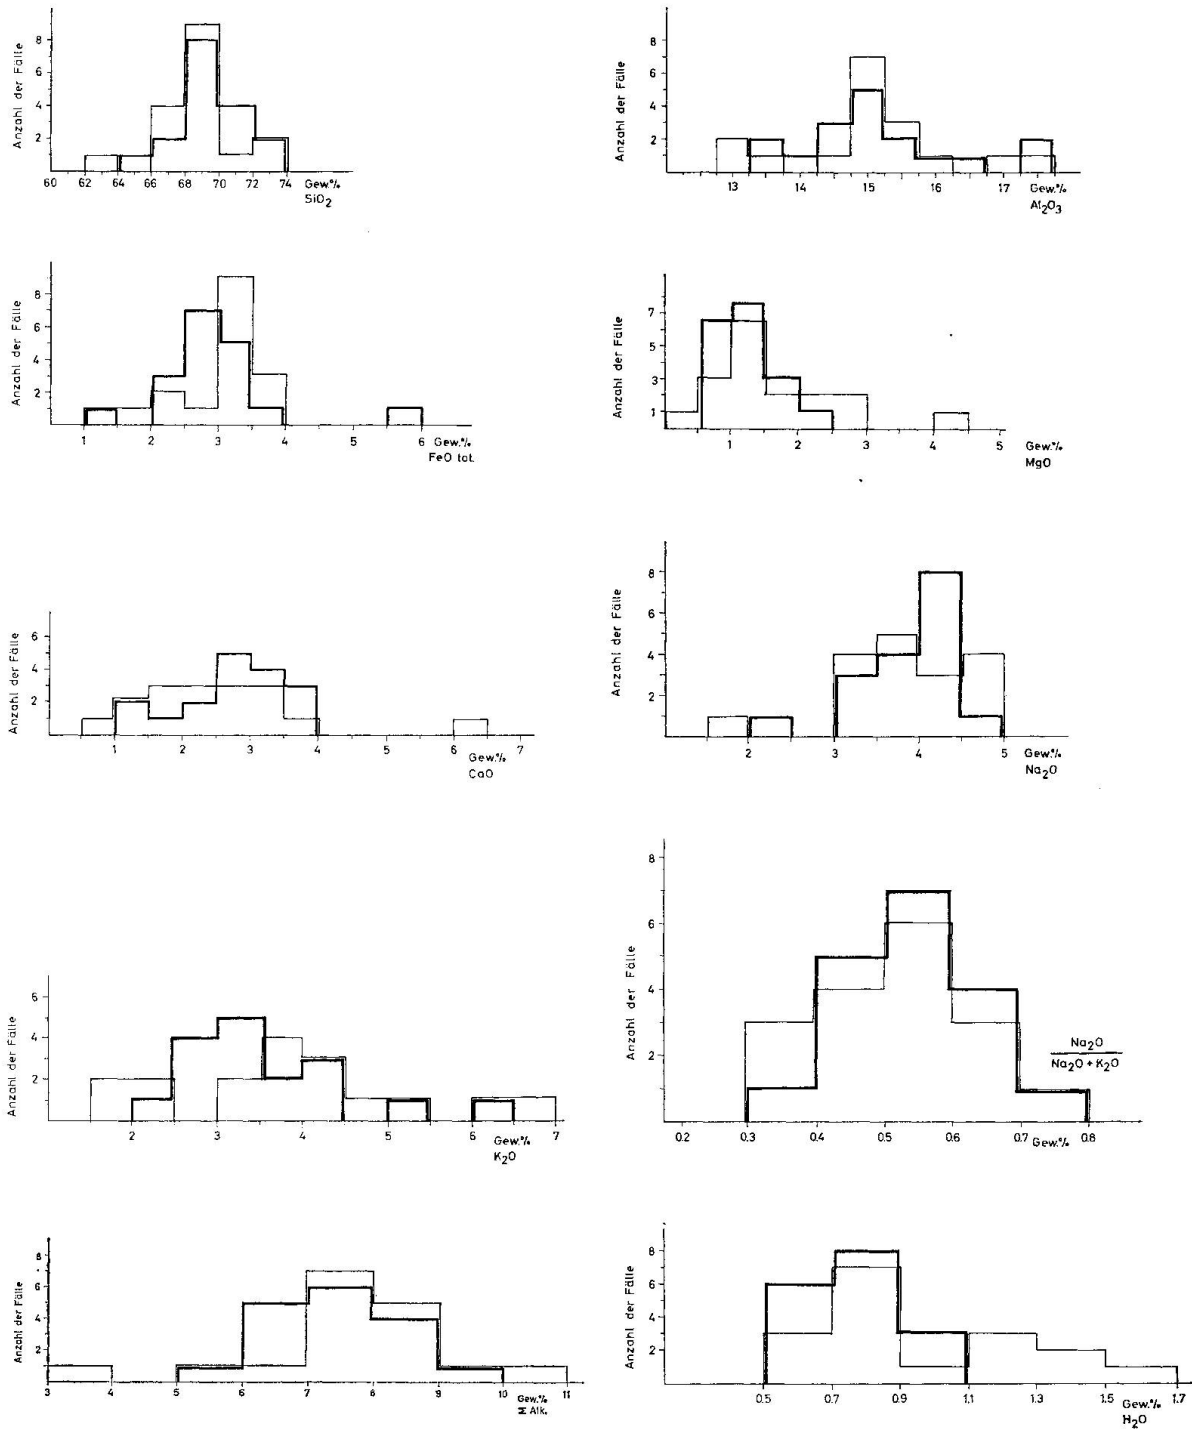 Anzahl der Fälle
8
6
4
2
60 62 64 66 68 70 72 74 Gew.%
SiO2
Anzahl der Fälle
8
6
4
2
13 14 15 16 17 Gew.%
Al2O3
Anzahl der Fälle
8
6
4
2
1 2 3 4 5 6 Gew.%
FeO tot.
Anzahl der Fälle
7
5
3
1
1 2 3 4 5 Gew.%
MgO
Anzahl der Fälle
6
4
2
1 2 3 4 5 6 7
Gew.%
CaO
Anzahl der Fälle
8
6
4
2
2 3 4 5 Gew.%
Na2O
Anzahl der Fälle
6
4
2
2 3 4 5 6 7
Gew.%
K2O
Anzahl der Fälle
8
6
4
2
Na2O
Na2O + K2O
0.2 0.3 0.4 0.5 0.6 0.7 Gew.% 0.8
Anzahl der Fälle
8
6
4
2
3 4 5 6 7 8 9 10 11
Gew.%
Σ Alk.
Anzahl der Fälle
8
6
4
2
0.5 0.7 0.9 1.1 1.3 1.5 1.7
Gew.%
H2O